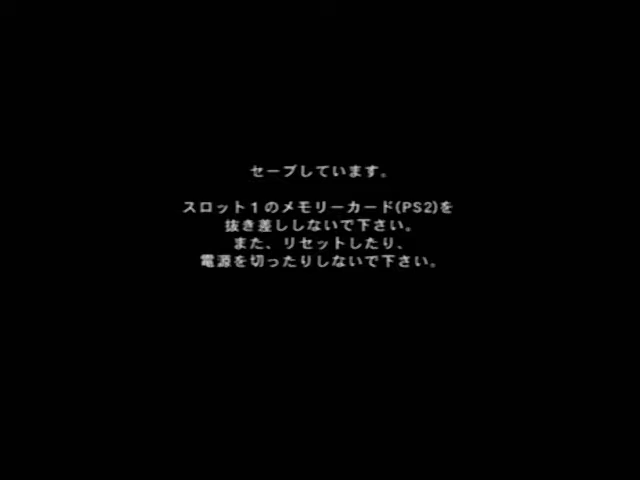 セーブしています。
スロット１のメモリーカード(PS2)を
抜き差ししないで下さい。
また、リセットしたり、
電源を切ったりしないで下さい。